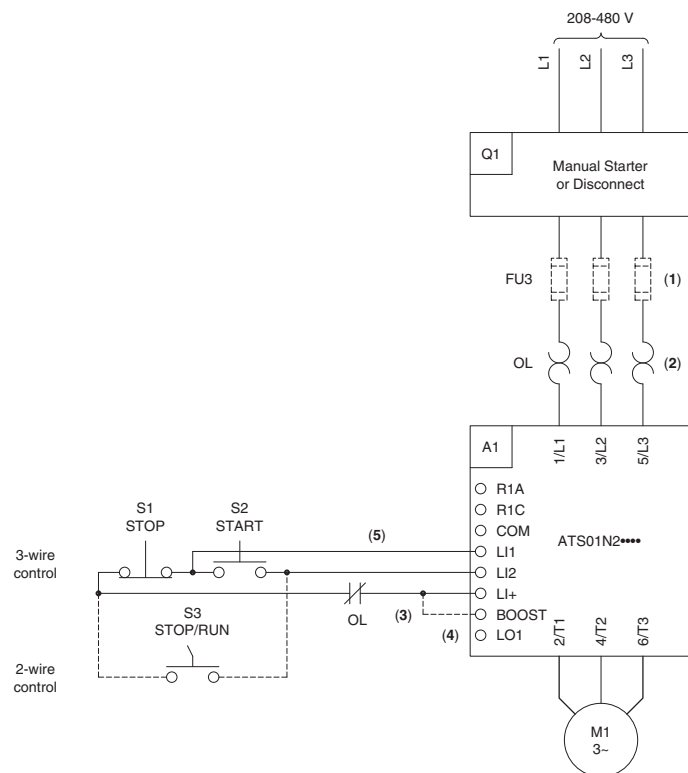 208-480 V
L1
L2
L3
Q1
Manual Starter
or Disconnect
FU3
(1)
OL
(2)
A1
1/L1
3/L2
5/L3
R1A
R1C
COM
LI1
LI2
LI+
BOOST
LO1
ATS01N2••••
S1
STOP
S2
START
(5)
3-wire
control
OL
(3)
(4)
S3
STOP/RUN
2-wire
control
2/T1
4/T2
6/T3
M1
3~